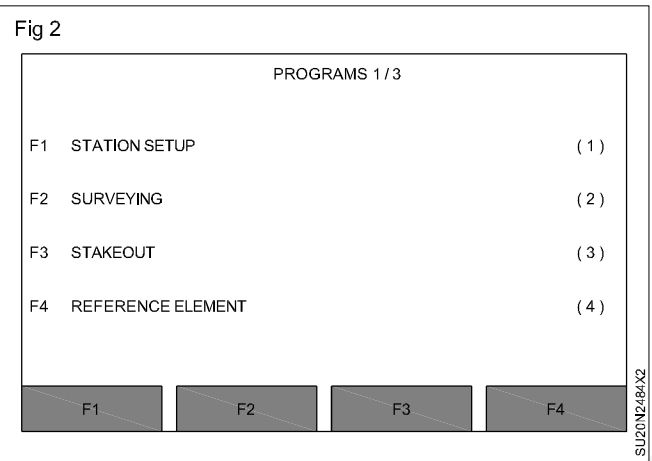 Fig 2
PROGRAMS 1 / 3
F1 STATION SETUP ( 1 )
F2 SURVEYING ( 2 )
F3 STAKEOUT ( 3 )
F4 REFERENCE ELEMENT ( 4 )
F1 F2 F3 F4
SU20N2484X2